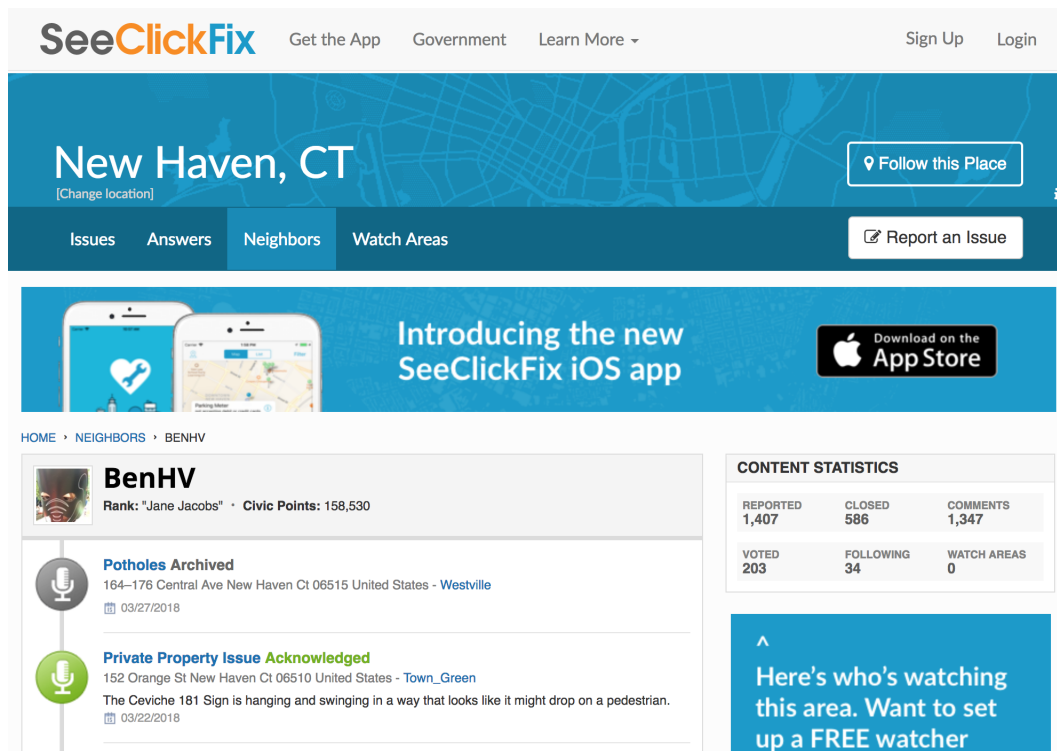 SeeClickFix Get the App Government Learn More Sign Up Login
New Haven, CT
[Change location]
Follow this Place
Issues Answers Neighbors Watch Areas Report an Issue
Introducing the new
SeeClickFix iOS app
Download on the
App Store
Parking Meter
HOME › NEIGHBORS › BENHV
BenHV
Rank: "Jane Jacobs" · Civic Points: 158,530
Potholes Archived
164–176 Central Ave New Haven Ct 06515 United States - Westville
03/27/2018
Private Property Issue Acknowledged
152 Orange St New Haven Ct 06510 United States - Town_Green
The Ceviche 181 Sign is hanging and swinging in a way that looks like it might drop on a pedestrian.
03/22/2018
CONTENT STATISTICS
REPORTED CLOSED COMMENTS
1,407 586 1,347
VOTED FOLLOWING WATCH AREAS
203 34 0
^
Here's who's watching
this area. Want to set
up a FREE watcher